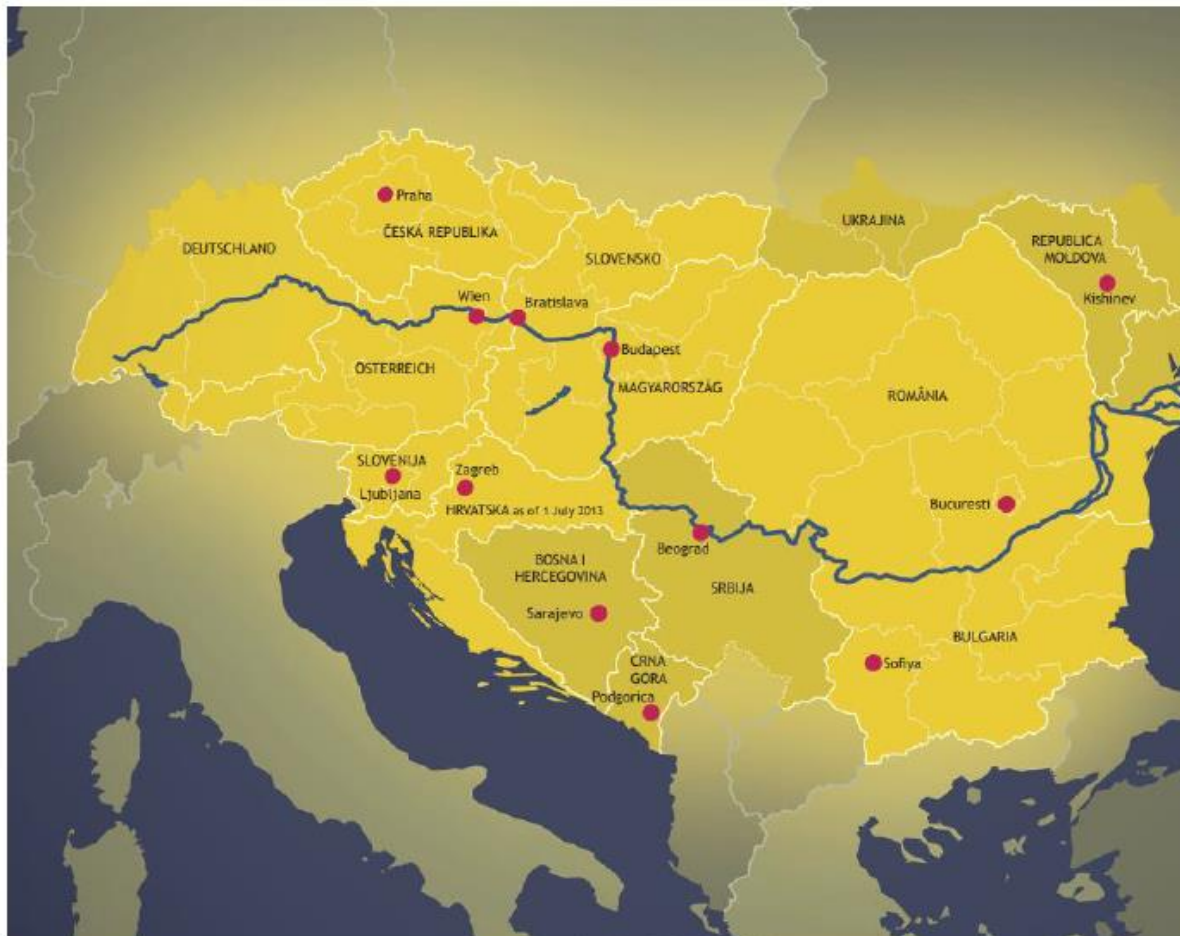 Praha
ČESKÁ REPUBLIKA
DEUTSCHLAND
SLOVENSKO
UKRAJINA
REPUBLICA
MOLDOVA
Kishinev
Wien
Bratislava
Budapest
MAGYARORSZÁG
ÖSTERREICH
ROMÂNIA
SLOVENIJA
Ljubljana
Zagreb
HRVATSKA as of 1 July 2013
Bucuresti
Beograd
BOSNA I
HERCEGOVINA
Sarajevo
SRBIJA
CRNA
GORA
Podgorica
BULGARIA
Sofiya